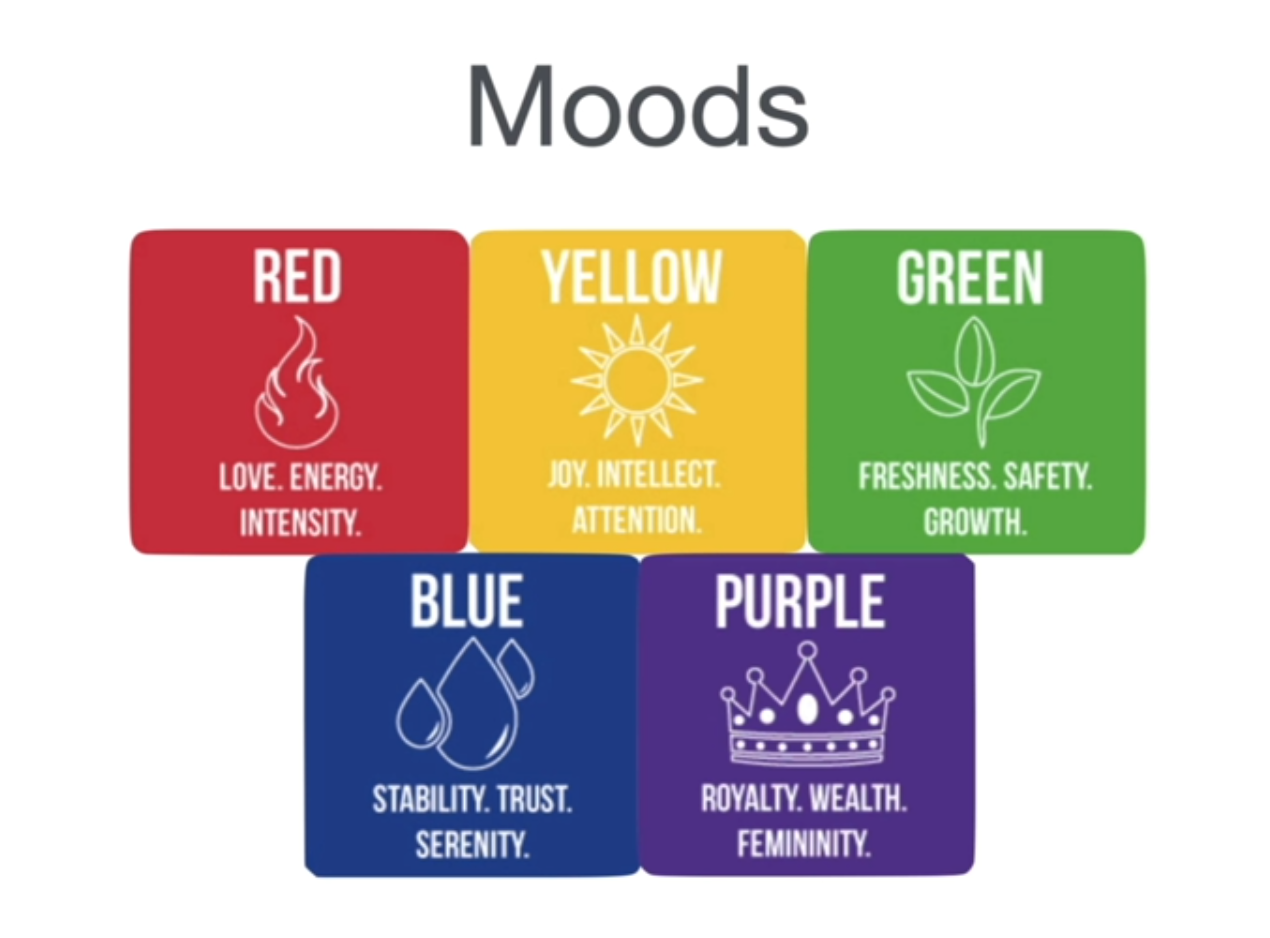 Moods
RED
LOVE. ENERGY.
INTENSITY.
YELLOW
JOY. INTELLECT.
ATTENTION.
GREEN
FRESHNESS. SAFETY.
GROWTH.
BLUE
STABILITY. TRUST.
SERENITY.
PURPLE
ROYALTY. WEALTH.
FEMININITY.